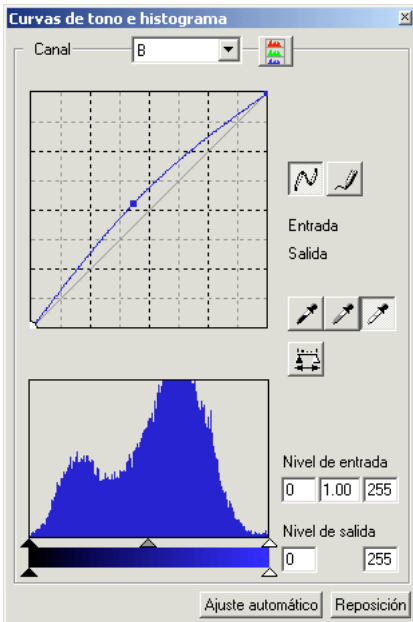 Curvas de tono e histograma
Canal B
Entrada
Salida
Nivel de entrada
0 1.00 255
Nivel de salida
0 255
Ajuste automático Reposición